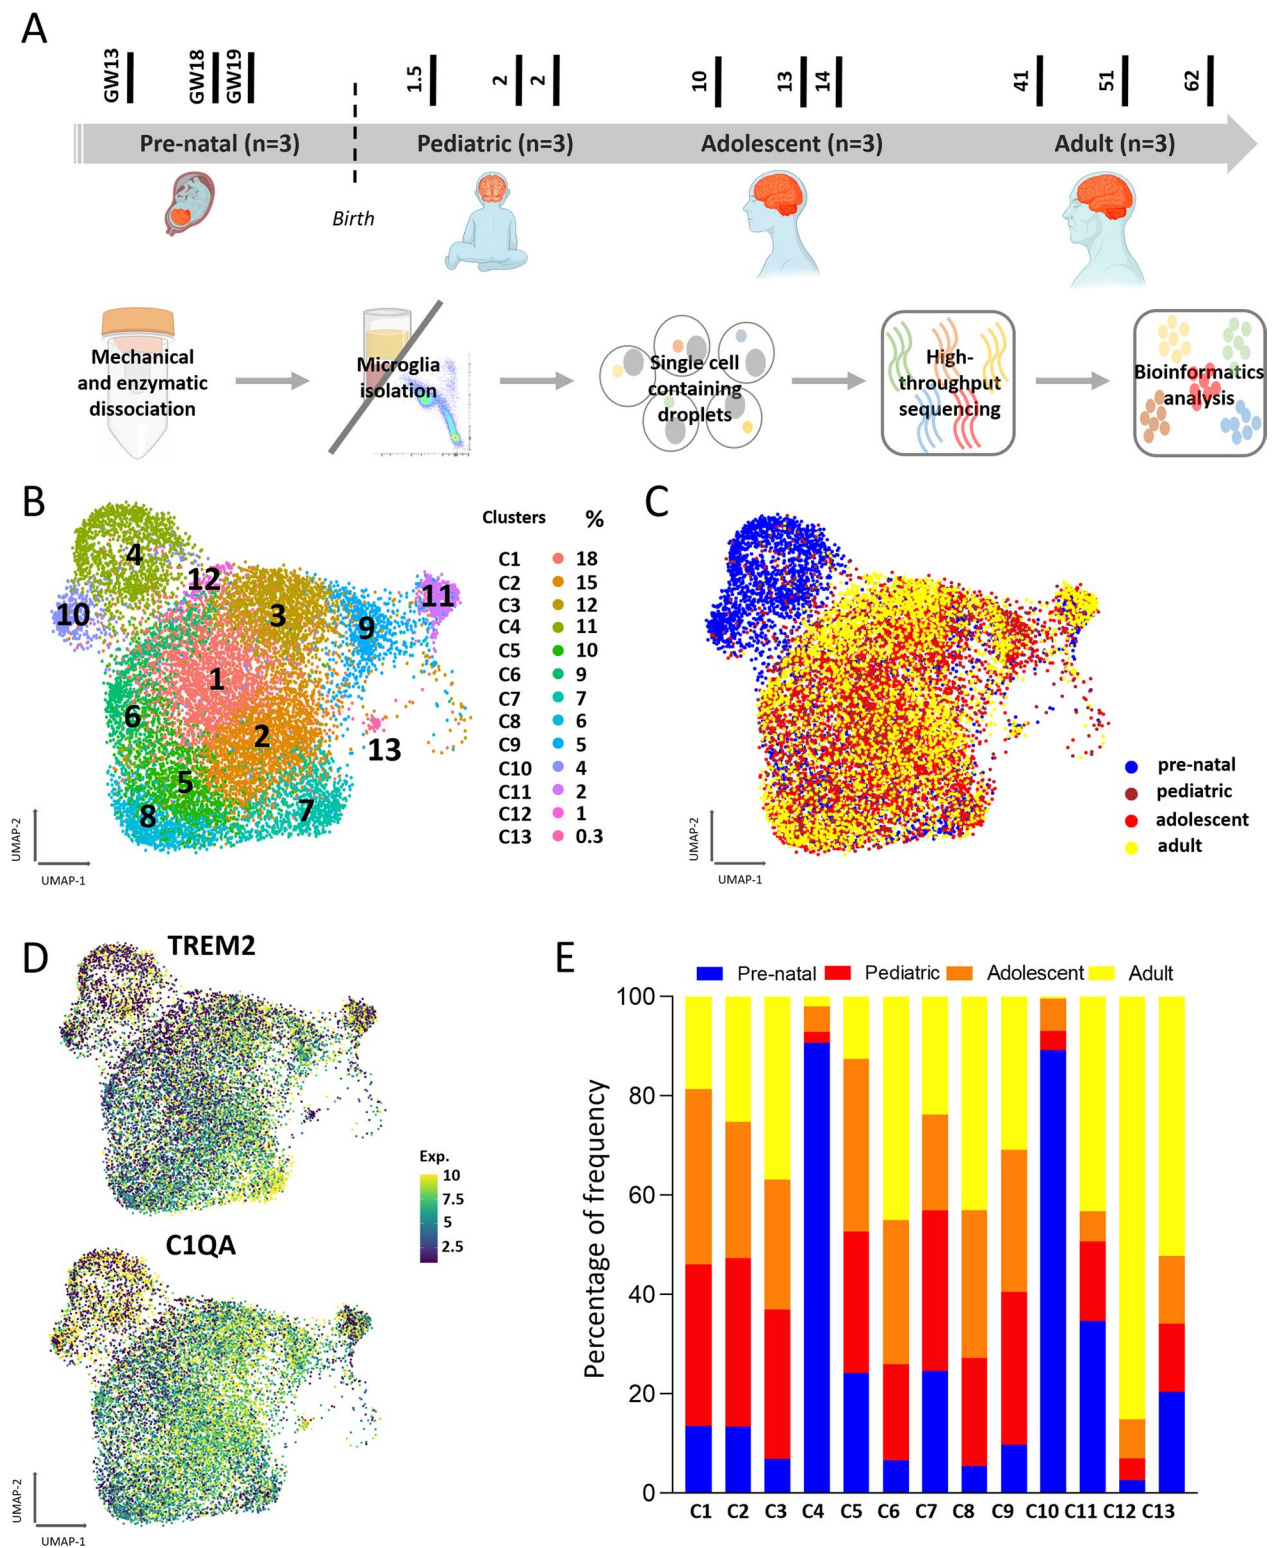 A
GW13
GW18
GW19
1.5
2
2
10
13
14
41
51
62
Pre-natal (n=3)
Pediatric (n=3)
Adolescent (n=3)
Adult (n=3)
Birth
Mechanical
and enzymatic
dissociation
Microglia
isolation
Single cell
containing
droplets
High-
throughput
sequencing
Bioinformatics
analysis
B
4
12
10
3
11
9
1
6
2
13
5
8
7
UMAP-2
UMAP-1
Clusters %
C1 18
C2 15
C3 12
C4 11
C5 10
C6 9
C7 7
C8 6
C9 5
C10 4
C11 2
C12 1
C13 0.3
C
pre-natal
pediatric
adolescent
adult
UMAP-2
UMAP-1
D
TREM2
Exp.
10
7.5
5
2.5
C1QA
UMAP-2
UMAP-1
E
Pre-natal Pediatric Adolescent Adult
Percentage of frequency
100
80
60
40
20
0
C1 C2 C3 C4 C5 C6 C7 C8 C9 C10 C11 C12 C13